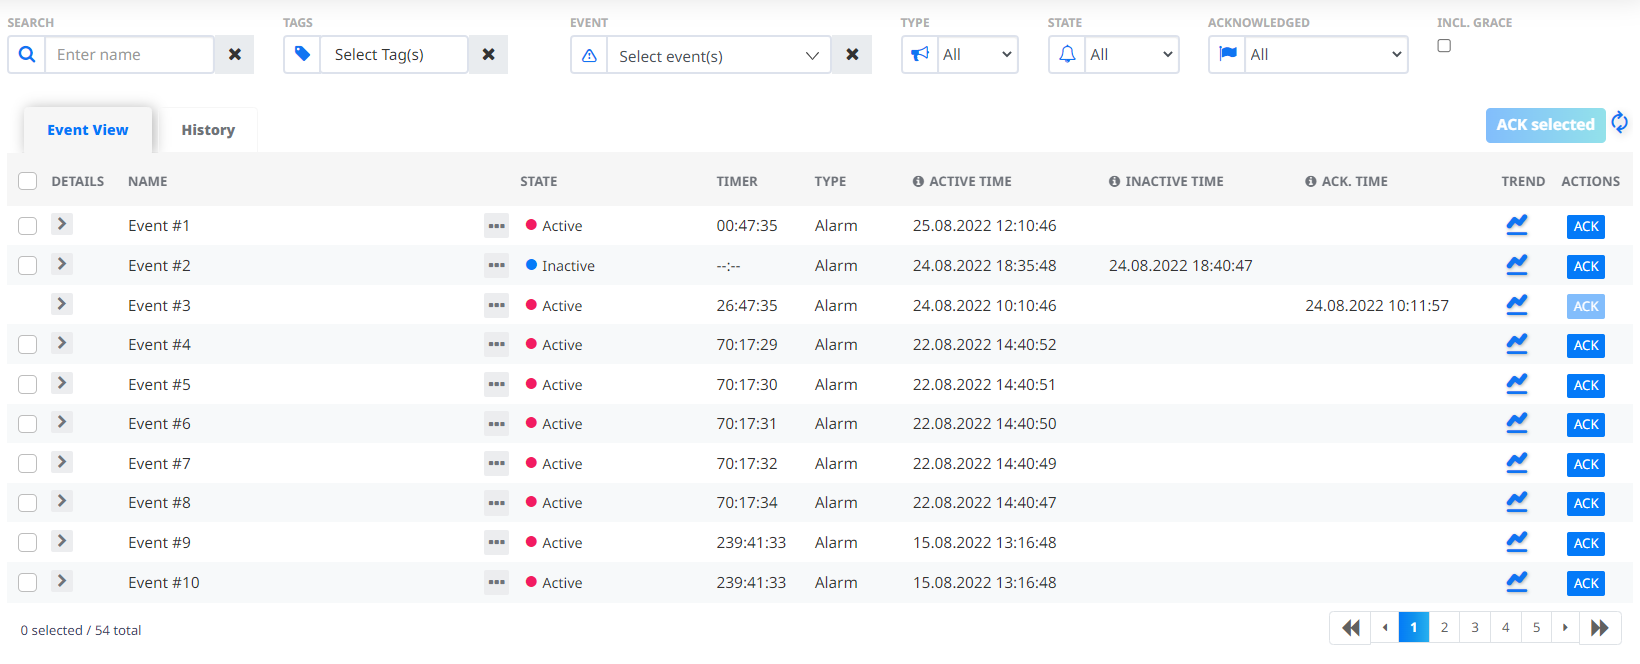 SEARCH TAGS EVENT TYPE STATE ACKNOWLEDGED INCL. GRACE
Enter name Select Tag(s) Select event(s) All All All
Event View History ACK selected
DETAILS NAME STATE TIMER TYPE ACTIVE TIME INACTIVE TIME ACK. TIME TREND ACTIONS
Event #1 Active 00:47:35 Alarm 25.08.2022 12:10:46 ACK
Event #2 Inactive --:-- Alarm 24.08.2022 18:35:48 24.08.2022 18:40:47 ACK
Event #3 Active 26:47:35 Alarm 24.08.2022 10:10:46 24.08.2022 10:11:57 ACK
Event #4 Active 70:17:29 Alarm 22.08.2022 14:40:52 ACK
Event #5 Active 70:17:30 Alarm 22.08.2022 14:40:51 ACK
Event #6 Active 70:17:31 Alarm 22.08.2022 14:40:50 ACK
Event #7 Active 70:17:32 Alarm 22.08.2022 14:40:49 ACK
Event #8 Active 70:17:34 Alarm 22.08.2022 14:40:47 ACK
Event #9 Active 239:41:33 Alarm 15.08.2022 13:16:48 ACK
Event #10 Active 239:41:33 Alarm 15.08.2022 13:16:48 ACK
0 selected / 54 total 1 2 3 4 5